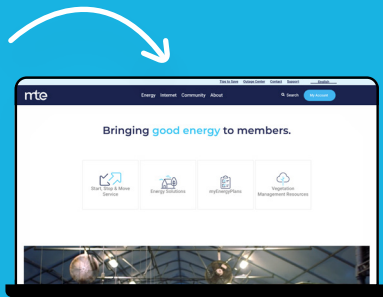 Tips to Save Outage Center Contact Support English
mte Energy Internet Community About Search My Account
Bringing good energy to members.
Start, Stop & Move
Service
Energy Solutions
myEnergyPlans
Vegetation
Management Resources